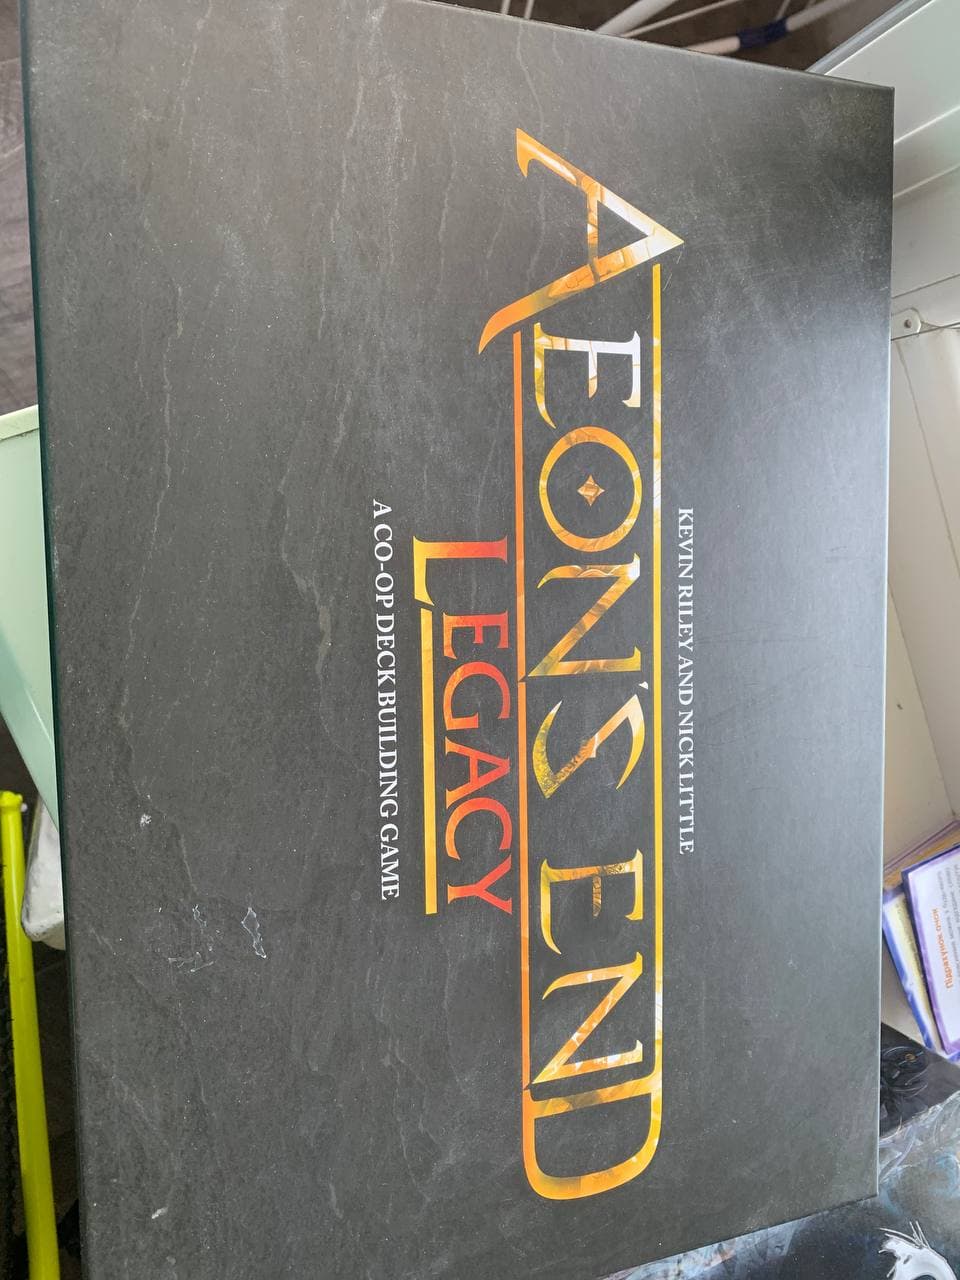 KEVIN RILEY AND NICK LITTLE
AEON'S END
LEGACY
A CO-OP DECK BUILDING GAME